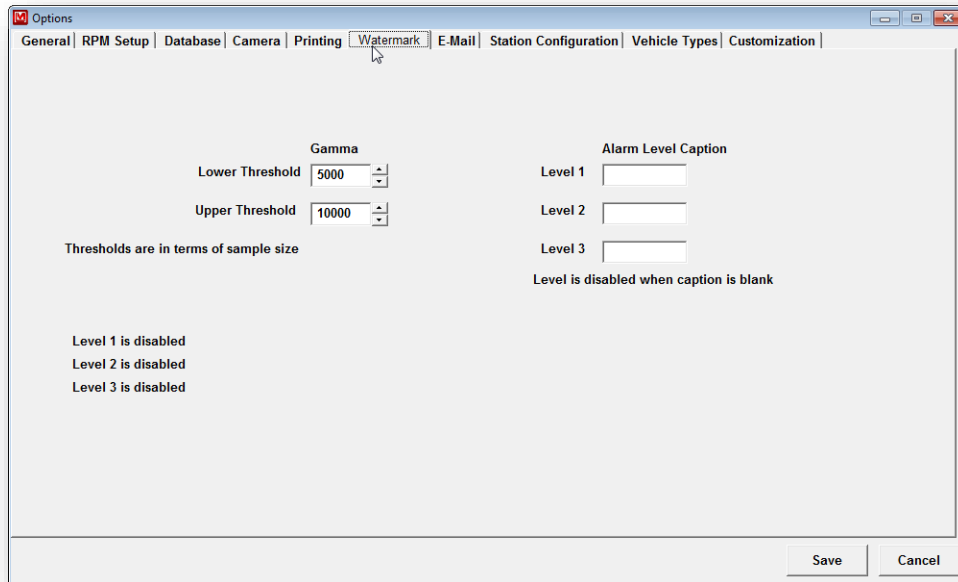 Options
General RPM Setup Database Camera Printing Watermark E-Mail Station Configuration Vehicle Types Customization
Gamma Alarm Level Caption
Lower Threshold 5000 Level 1
Upper Threshold 10000 Level 2
Thresholds are in terms of sample size Level 3
Level is disabled when caption is blank
Level 1 is disabled
Level 2 is disabled
Level 3 is disabled
Save Cancel